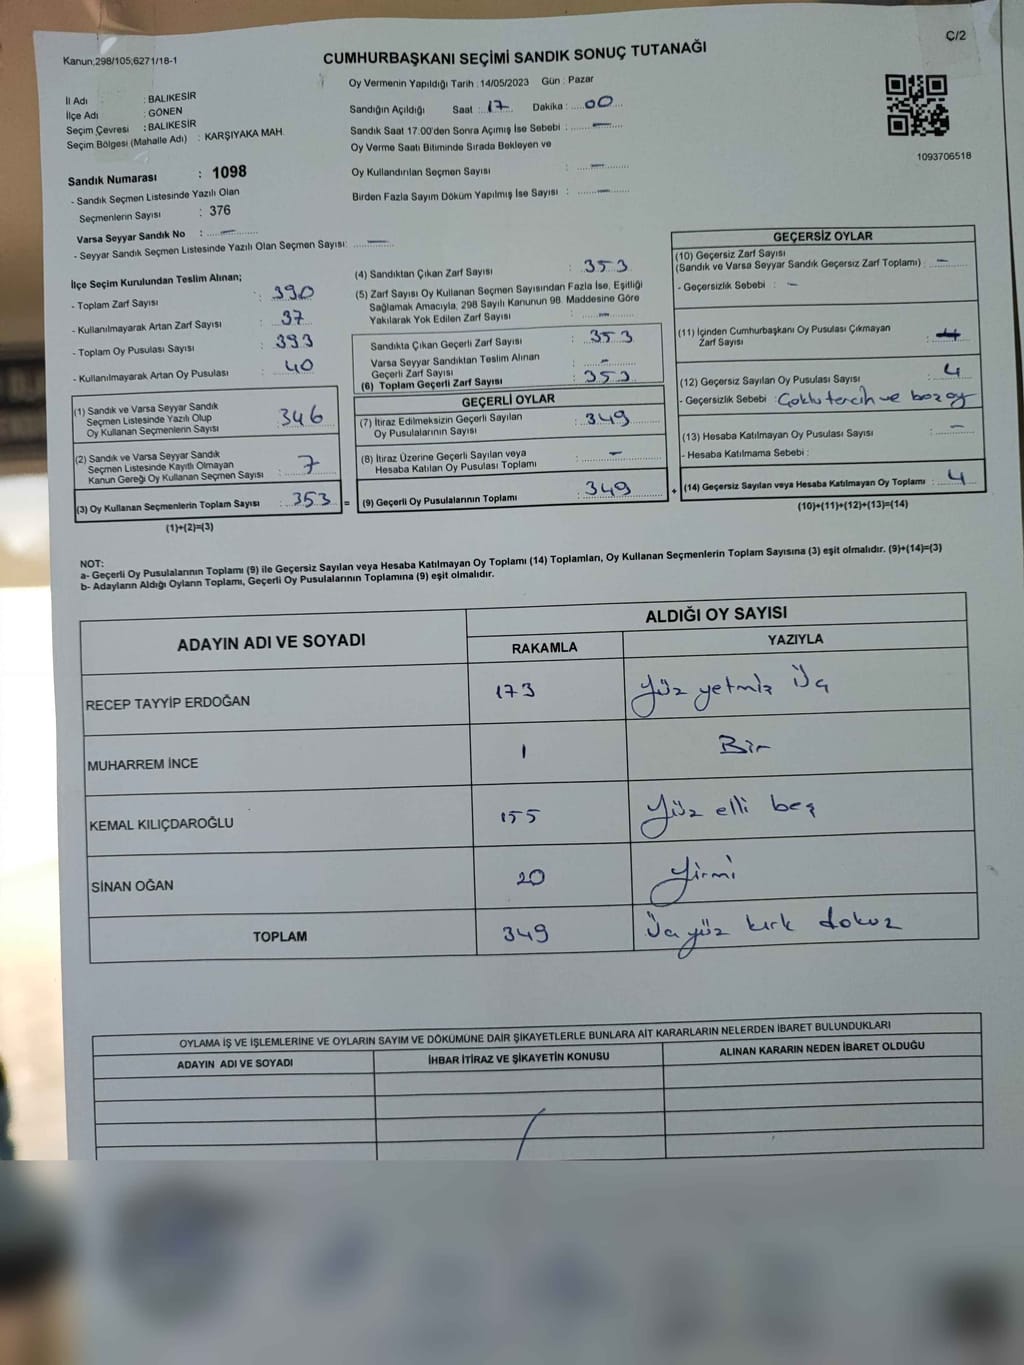 Ç/2
Kanun;298/105;6271/18-1
CUMHURBAŞKANI SEÇİMİ SANDIK SONUÇ TUTANAĞI
İl Adı : BALIKESİR
İlçe Adı : GÖNEN
Seçim Çevresi : BALIKESİR
Seçim Bölgesi (Mahalle Adı) : KARŞIYAKA MAH.
Sandık Numarası : 1098
- Sandık Seçmen Listesinde Yazılı Olan
Seçmenlerin Sayısı : 376
Varsa Seyyar Sandık No : —
- Seyyar Sandık Seçmen Listesinde Yazılı Olan Seçmen Sayısı: —
Oy Vermenin Yapıldığı Tarih : 14/05/2023 Gün : Pazar
Sandığın Açıldığı Saat : 17 Dakika : 00
Sandık Saat 17.00'den Sonra Açımış İse Sebebi : —
Oy Verme Saati Bitiminde Sırada Bekleyen ve
Oy Kullandırılan Seçmen Sayısı : —
Birden Fazla Sayım Döküm Yapılmış İse Sayısı : —
1093706518
İlçe Seçim Kurulundan Teslim Alınan;
- Toplam Zarf Sayısı : 390
- Kullanılmayarak Artan Zarf Sayısı : 37
- Toplam Oy Pusulası Sayısı : 393
- Kullanılmayarak Artan Oy Pusulası : 40
(1) Sandık ve Varsa Seyyar Sandık
Seçmen Listesinde Yazılı Olup
Oy Kullanan Seçmenlerin Sayısı : 346
(2) Sandık ve Varsa Seyyar Sandık
Seçmen Listesinde Kayıtlı Olmayan
Kanun Gereği Oy Kullanan Seçmen Sayısı : 7
(3) Oy Kullanan Seçmenlerin Toplam Sayısı : 353 =
(1)+(2)=(3)
(4) Sandıktan Çıkan Zarf Sayısı : 353
(5) Zarf Sayısı Oy Kullanan Seçmen Sayısından Fazla İse, Eşitliği
Sağlamak Amacıyla, 298 Sayılı Kanunun 98. Maddesine Göre
Yakılarak Yok Edilen Zarf Sayısı : —
Sandıkta Çıkan Geçerli Zarf Sayısı : 353
Varsa Seyyar Sandıktan Teslim Alınan
Geçerli Zarf Sayısı : —
(6) Toplam Geçerli Zarf Sayısı : 353
GEÇERLİ OYLAR
(7) İtiraz Edilmeksizin Geçerli Sayılan
Oy Pusulalarının Sayısı : 349
(8) İtiraz Üzerine Geçerli Sayılan veya
Hesaba Katılan Oy Pusulası Toplamı : —
(9) Geçerli Oy Pusulalarının Toplamı : 349 +
GEÇERSİZ OYLAR
(10) Geçersiz Zarf Sayısı
(Sandık ve Varsa Seyyar Sandık Geçersiz Zarf Toplamı) : —
- Geçersizlik Sebebi : —
(11) İçinden Cumhurbaşkanı Oy Pusulası Çıkmayan
Zarf Sayısı :
(12) Geçersiz Sayılan Oy Pusulası Sayısı : 4
- Geçersizlik Sebebi : Çoklu tercih ve boz oy
(13) Hesaba Katılmayan Oy Pusulası Sayısı : —
- Hesaba Katılmama Sebebi :
(14) Geçersiz Sayılan veya Hesaba Katılmayan Oy Toplamı : 4
(10)+(11)+(12)+(13)=(14)
NOT:
a- Geçerli Oy Pusulalarının Toplamı (9) ile Geçersiz Sayılan veya Hesaba Katılmayan Oy Toplamı (14) Toplamları, Oy Kullanan Seçmenlerin Toplam Sayısına (3) eşit olmalıdır. (9)+(14)=(3)
b- Adayların Aldığı Oyların Toplamı, Geçerli Oy Pusulalarının Toplamına (9) eşit olmalıdır.
ADAYIN ADI VE SOYADI ALDIĞI OY SAYISI
RAKAMLA YAZIYLA
RECEP TAYYİP ERDOĞAN 173 Yüz yetmiz Üç
MUHARREM İNCE 1 Bir
KEMAL KILIÇDAROĞLU 155 Yüz elli beş
SİNAN OĞAN 20 Yirmi
TOPLAM 349 Üç yüz kırk dokuz
OYLAMA İŞ VE İŞLEMLERİNE VE OYLARIN SAYIM VE DÖKÜMÜNE DAİR ŞİKAYETLERLE BUNLARA AİT KARARLARIN NELERDEN İBARET BULUNDUKLARI
ADAYIN ADI VE SOYADI İHBAR İTİRAZ VE ŞİKAYETİN KONUSU ALINAN KARARIN NEDEN İBARET OLDUĞU